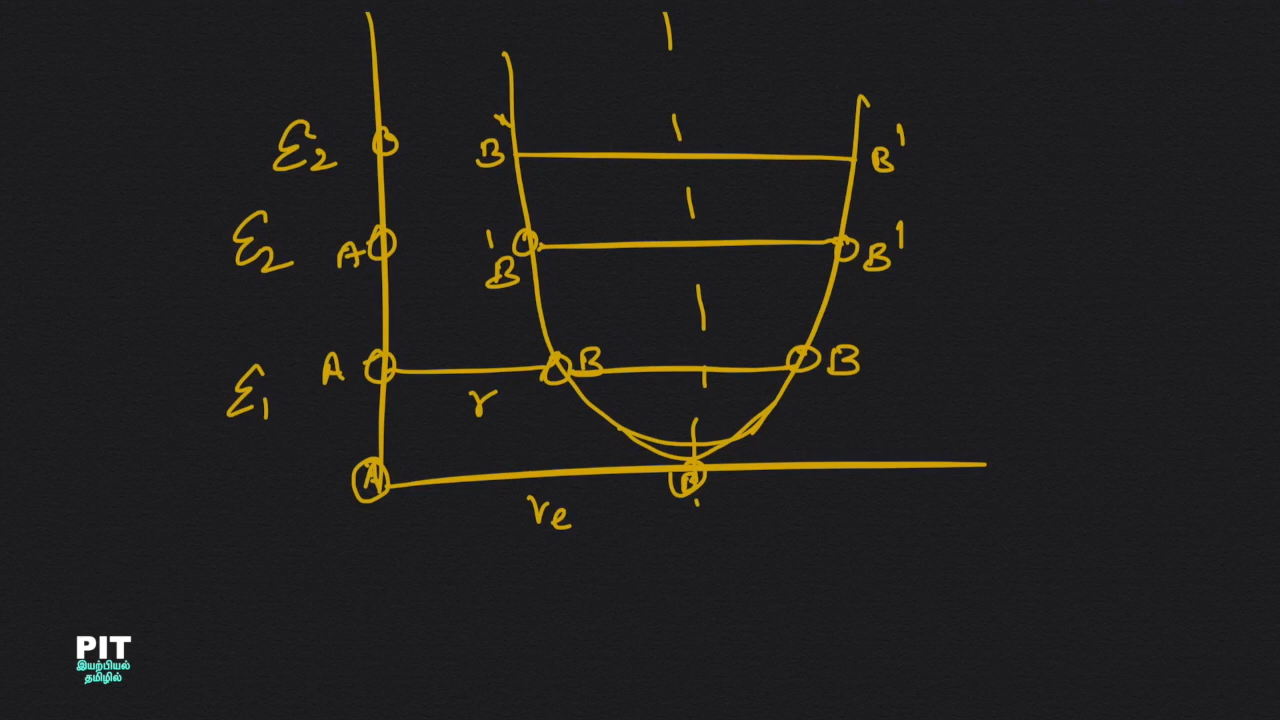 ε2 B B'
ε2 A 'B B'
ε1 A B B
r
A B
re
PIT
இயற்பியல்
தமிழில்